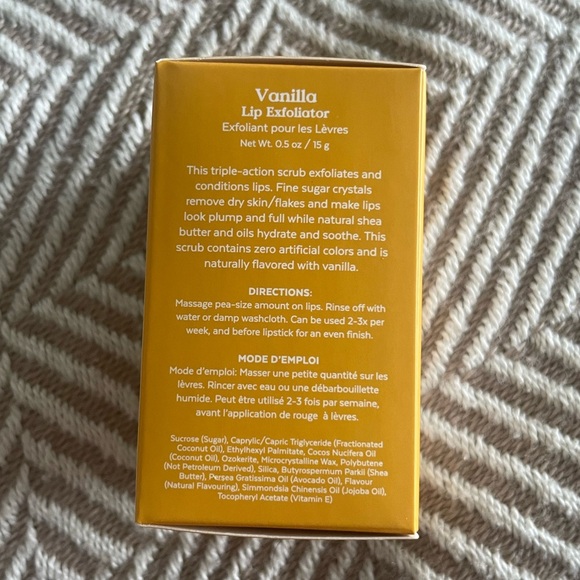 Vanilla
Lip Exfoliator
Exfoliant pour les Lèvres
Net Wt. 0.5 oz / 15 g
This triple-action scrub exfoliates and
conditions lips. Fine sugar crystals
remove dry skin/flakes and make lips
look plump and full while natural shea
butter and oils hydrate and soothe. This
scrub contains zero artificial colors and is
naturally flavored with vanilla.
DIRECTIONS:
Massage pea-size amount on lips. Rinse off with
water or damp washcloth. Can be used 2-3x per
week, and before lipstick for an even finish.
MODE D'EMPLOI
Mode d'emploi: Masser une petite quantité sur les
lèvres. Rincer avec eau ou une débarbouillette
humide. Peut être utilisé 2-3 fois par semaine,
avant l'application de rouge à lèvres.
Sucrose (Sugar), Caprylic/Capric Triglyceride (Fractionated
Coconut Oil), Ethylhexyl Palmitate, Cocos Nucifera Oil
(Coconut Oil), Ozokerite, Microcrystalline Wax, Polybutene
(Not Petroleum Derived), Silica, Butyrospermum Parkii (Shea
Butter), Persea Gratissima Oil (Avocado Oil), Flavour
(Natural Flavouring), Simmondsia Chinensis Oil (Jojoba Oil),
Tocopheryl Acetate (Vitamin E)